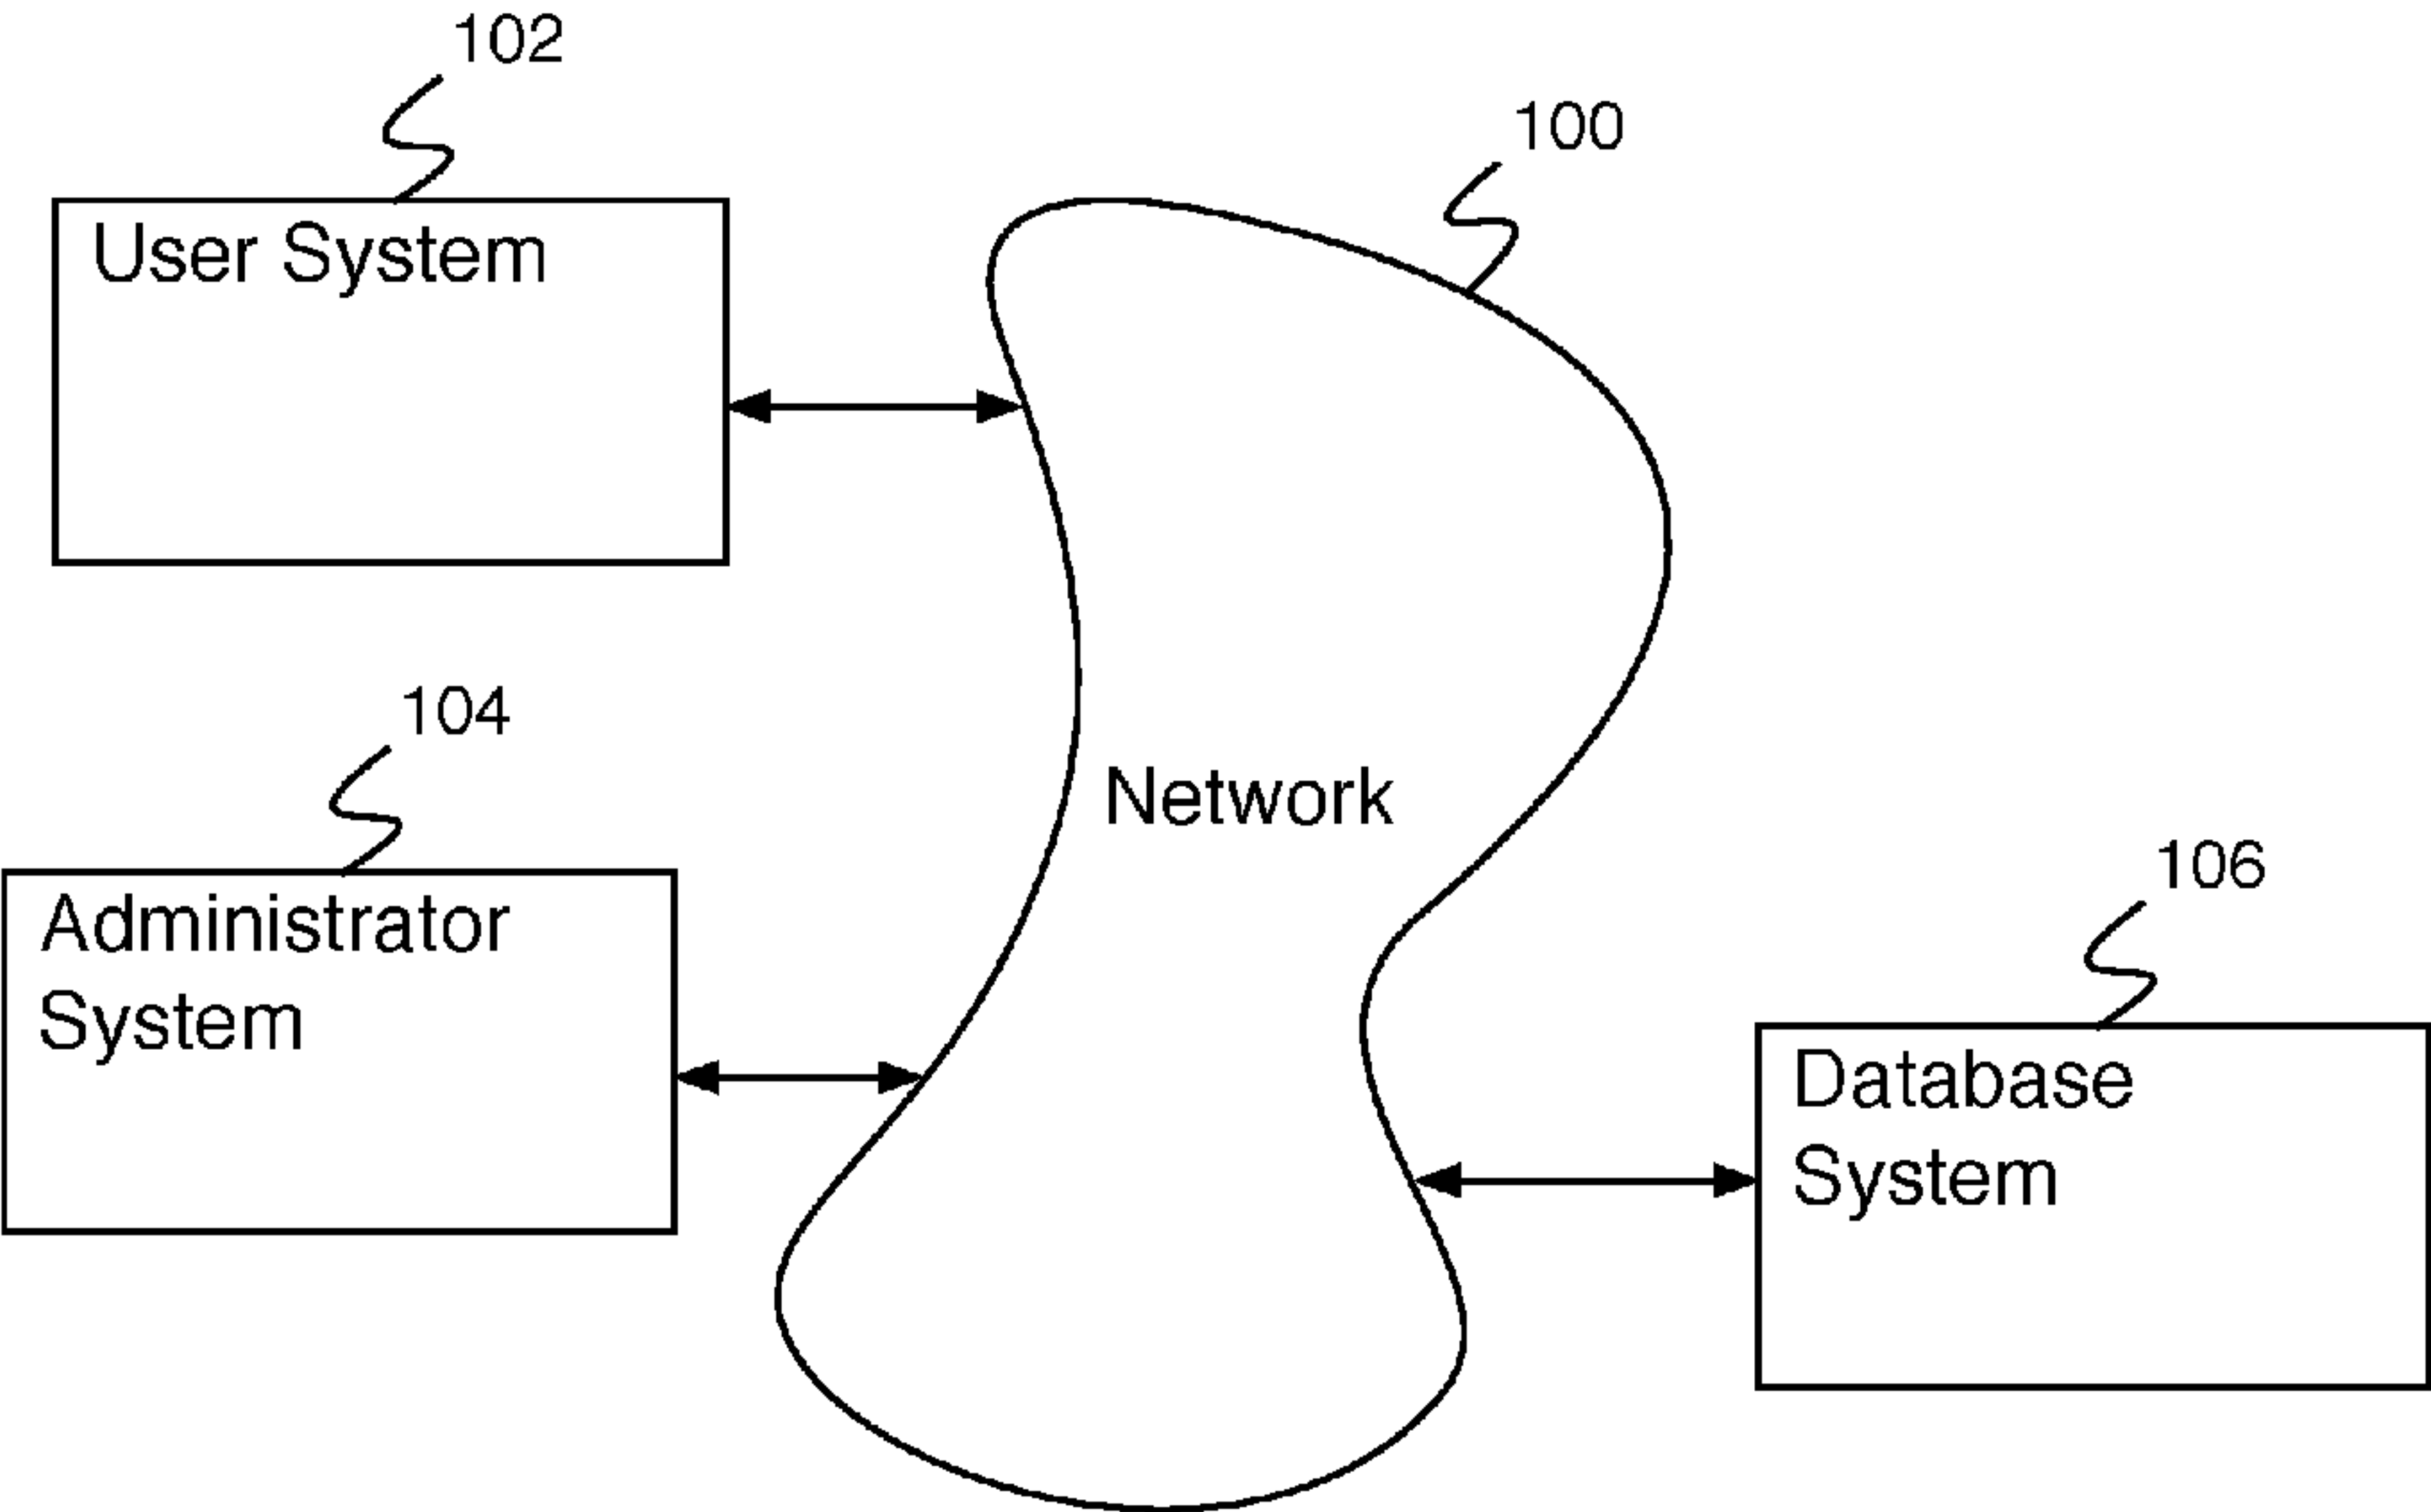 102
100
User System
104
Network
Administrator
System
106
Database
System